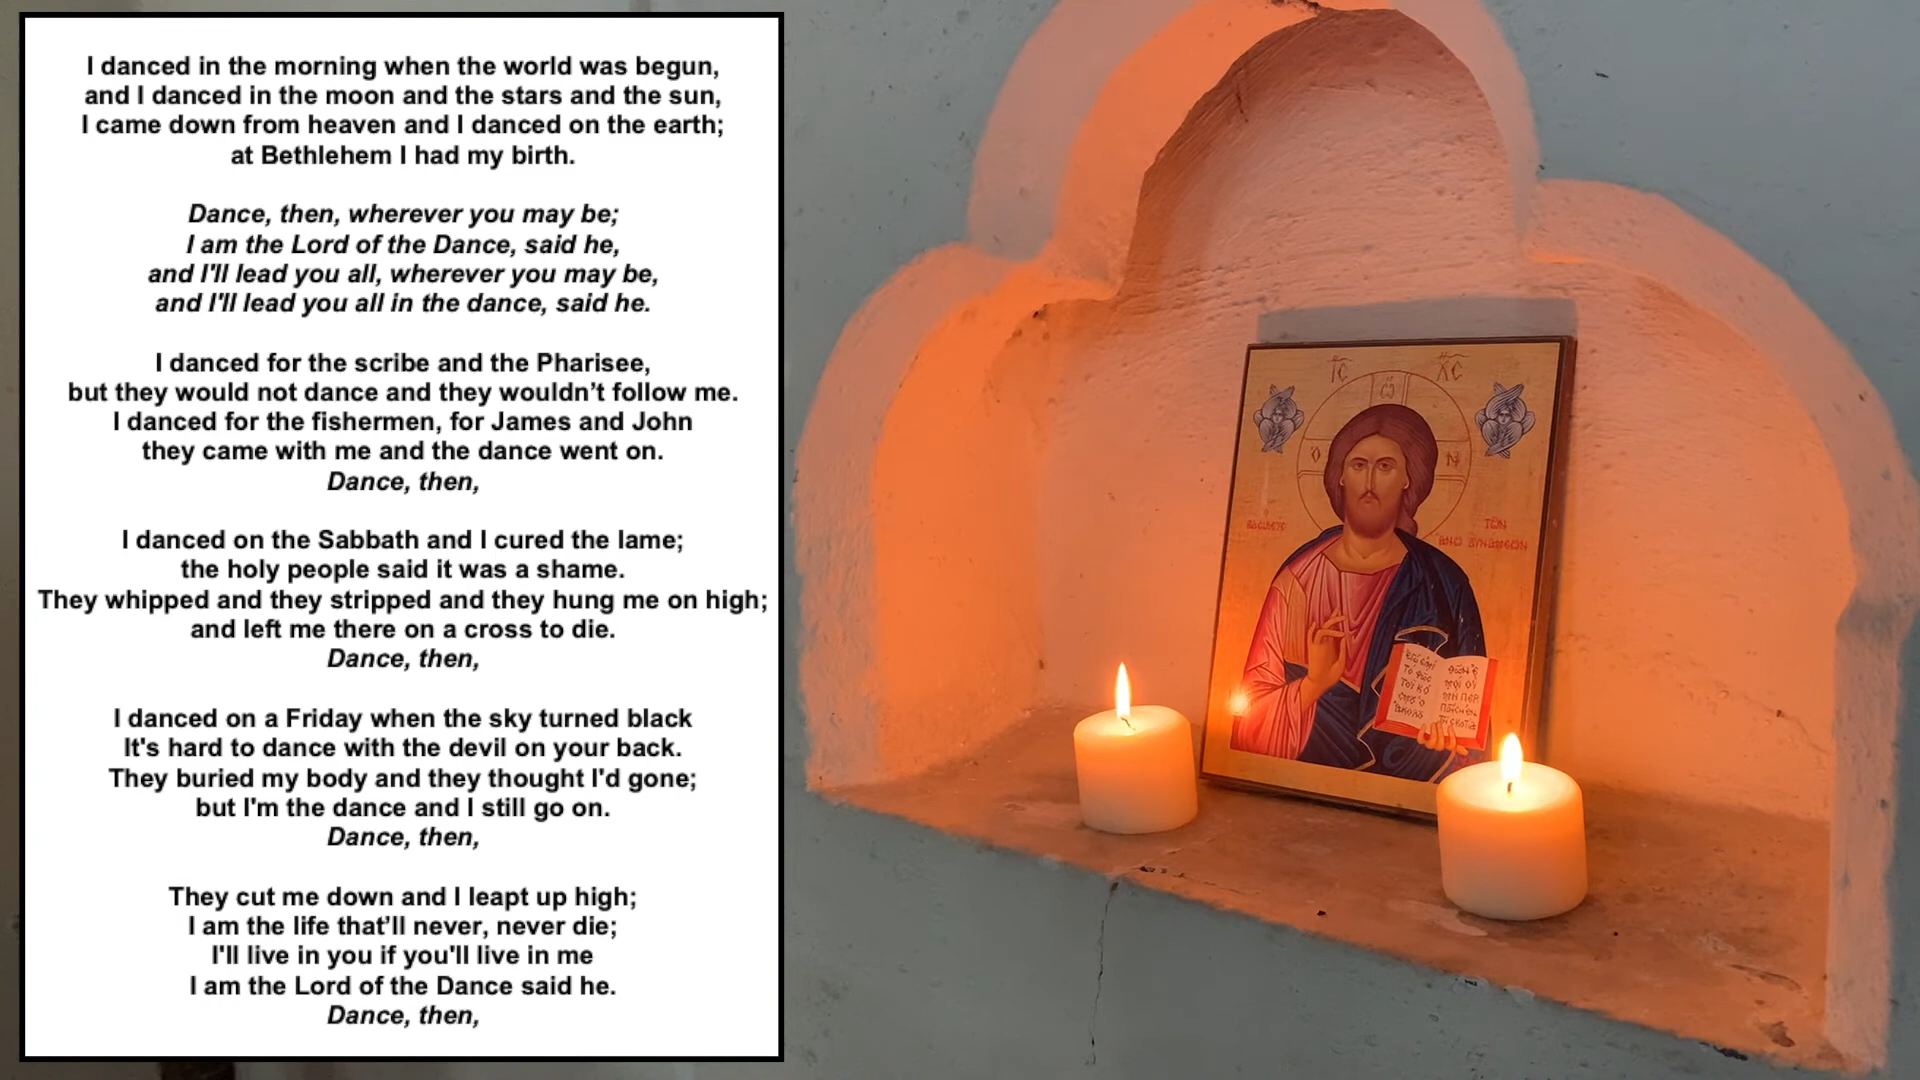 I danced in the morning when the world was begun,
and I danced in the moon and the stars and the sun,
I came down from heaven and I danced on the earth;
at Bethlehem I had my birth.
Dance, then, wherever you may be;
I am the Lord of the Dance, said he,
and I'll lead you all, wherever you may be,
and I'll lead you all in the dance, said he.
I danced for the scribe and the Pharisee,
but they would not dance and they wouldn’t follow me.
I danced for the fishermen, for James and John
they came with me and the dance went on.
Dance, then,
I danced on the Sabbath and I cured the lame;
the holy people said it was a shame.
They whipped and they stripped and they hung me on high;
and left me there on a cross to die.
Dance, then,
I danced on a Friday when the sky turned black
It's hard to dance with the devil on your back.
They buried my body and they thought I'd gone;
but I'm the dance and I still go on.
Dance, then,
They cut me down and I leapt up high;
I am the life that’ll never, never die;
I'll live in you if you'll live in me
I am the Lord of the Dance said he.
Dance, then,
ΙC ΧC
Ὁ Ὤ Ν
ΤΩΝ